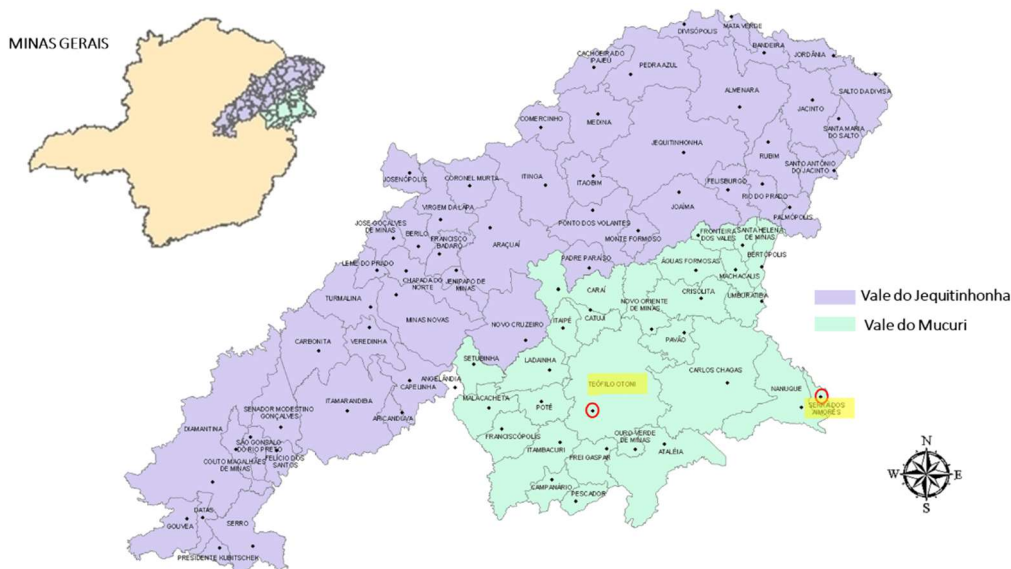 MINAS GERAIS
DIVISÓPOLIS
MATA VERDE
BANDEIRA
JORDÂNIA
CACHOEIRA DO
PAJEÚ
PEDRA AZUL
ALMENARA
SALTO DA DIVISA
JACINTO
COMERCINHO
MEDINA
SANTA MARIA
DO SALTO
JEQUITINHONHA
RUBIM
SANTO ANTÔNIO
DO JACINTO
JOSENÓPOLIS
CORONEL MURTA
ITINGA
ITAOBIM
FELISBURGO
RIO DO PRADO
JOAÍMA
PALMÓPOLIS
VIRGEM DA LAPA
JOSE GONÇALVES
DE MINAS
BERILO
FRANCISCO
BADARÓ
ARAÇUAÍ
PONTO DOS VOLANTES
MONTE FORMOSO
FRONTEIRA
DOS VALES
SANTA HELENA
DE MINAS
BERTÓPOLIS
LEME DO PRADO
CHAPADA DO
NORTE
JENIPAPO DE
MINAS
PADRE PARAÍSO
ÁGUAS FORMOSAS
MACHACALIS
TURMALINA
MINAS NOVAS
NOVO CRUZEIRO
CARAÍ
CATUJI
ITAIPÉ
NOVO ORIENTE
DE MINAS
CRISÓLITA
UMBURATIBA
PAVÃO
Vale do Jequitinhonha
Vale do Mucuri
CARBONITA
VEREDINHA
SETUBINHA
LADAINHA
CARLOS CHAGAS
ANGELÂNDIA
CAPELINHA
TEÓFILO OTONI
NANUQUE
SERRA DOS
AIMORÉS
ITAMARANDIBA
ARICANDUVA
MALACACHETA
POTÉ
SENADOR MODESTINO
GONÇALVES
DIAMANTINA
FRANCISCÓPOLIS
OURO VERDE
DE MINAS
SÃO GONÇALO
DO RIO PRETO
FELÍCIO DOS
SANTOS
COUTO MAGALHÃES
DE MINAS
ITAMBACURI
FREI GASPAR
ATALÉIA
CAMPANÁRIO
PESCADOR
DATAS
GOUVEA
SERRO
PRESIDENTE KUBITSCHEK
N
W
E
S